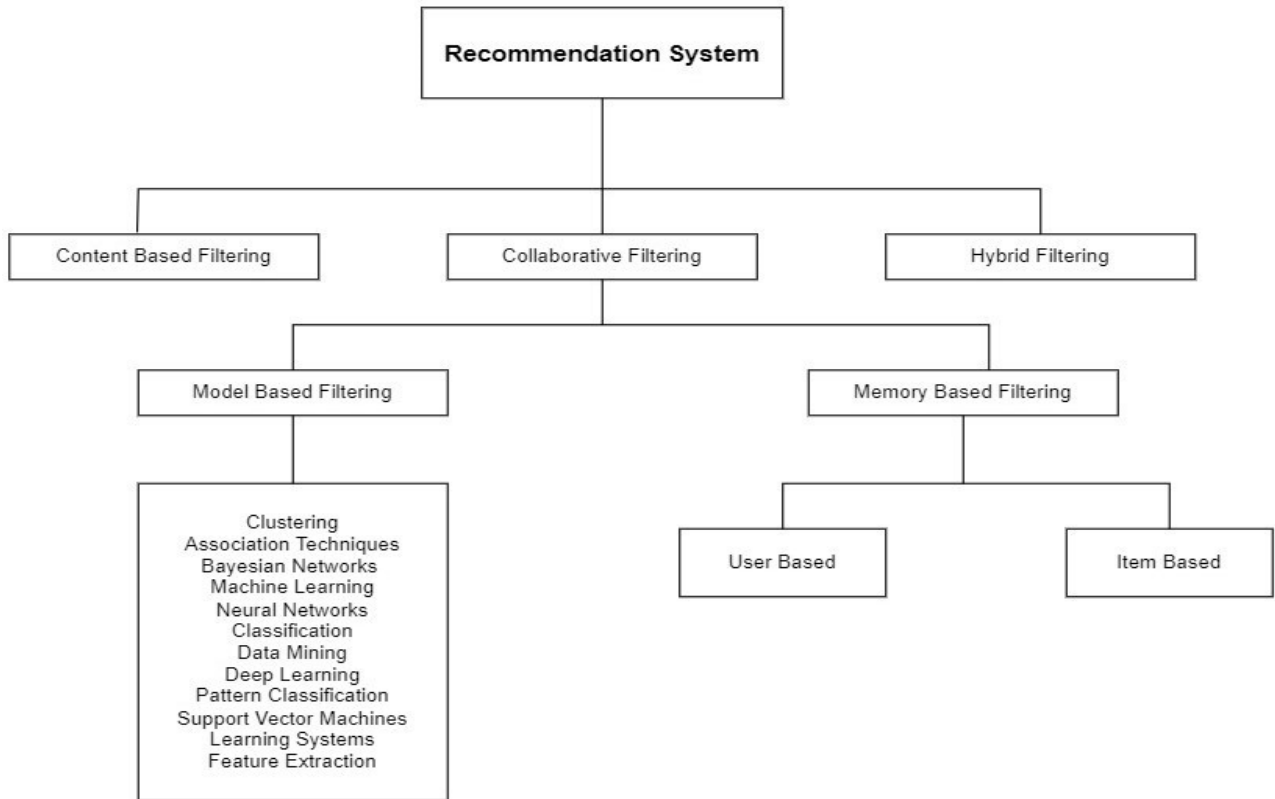 Recommendation System
Content Based Filtering
Collaborative Filtering
Hybrid Filtering
Model Based Filtering
Memory Based Filtering
Clustering
Association Techniques
Bayesian Networks
Machine Learning
Neural Networks
Classification
Data Mining
Deep Learning
Pattern Classification
Support Vector Machines
Learning Systems
Feature Extraction
User Based
Item Based